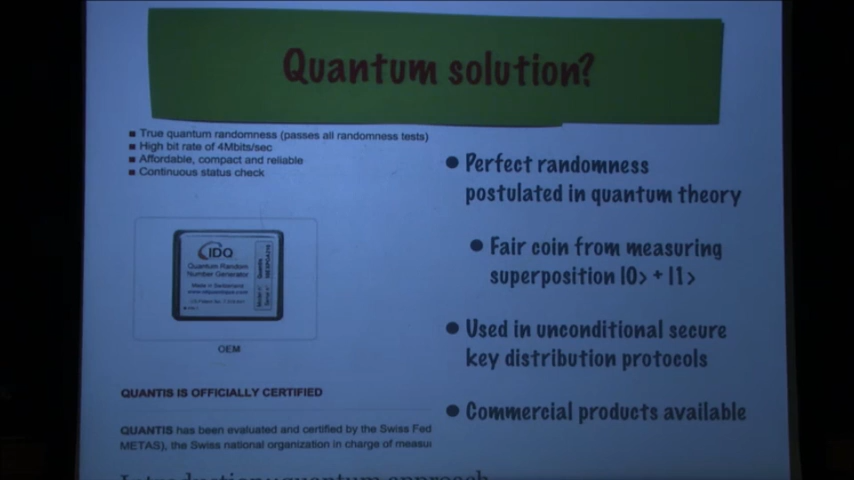 Quantum solution?
True quantum randomness (passes all randomness tests)
High bit rate of 4Mbits/sec
Affordable, compact and reliable
Continuous status check
IDQ
Quantum Random
Number Generator
Made in Switzerland
OEM
QUANTIS IS OFFICIALLY CERTIFIED
QUANTIS has been evaluated and certified by the Swiss Fed
METAS), the Swiss national organization in charge of measu
Perfect randomness
postulated in quantum theory
Fair coin from measuring
superposition |0> + |1>
Used in unconditional secure
key distribution protocols
Commercial products available
Introduction: quantum approach